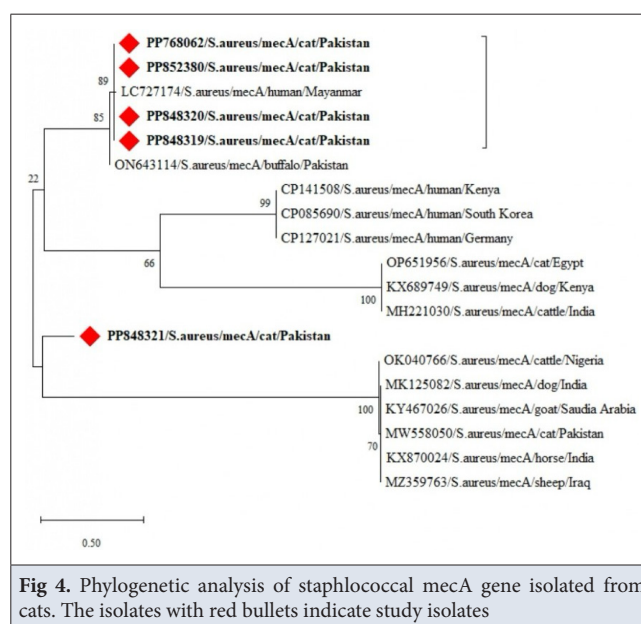 PP768062/S.aureus/mecA/cat/Pakistan
PP852380/S.aureus/mecA/cat/Pakistan
89
LC727174/S.aureus/mecA/human/Mayanmar
PP848320/S.aureus/mecA/cat/Pakistan
85
PP848319/S.aureus/mecA/cat/Pakistan
ON643114/S.aureus/mecA/buffalo/Pakistan
22
CP141508/S.aureus/mecA/human/Kenya
99
CP085690/S.aureus/mecA/human/South Korea
CP127021/S.aureus/mecA/human/Germany
66
OP651956/S.aureus/mecA/cat/Egypt
KX689749/S.aureus/mecA/dog/Kenya
100
MH221030/S.aureus/mecA/cattle/India
PP848321/S.aureus/mecA/cat/Pakistan
OK040766/S.aureus/mecA/cattle/Nigeria
MK125082/S.aureus/mecA/dog/India
100
KY467026/S.aureus/mecA/goat/Saudi Arabia
MW558050/S.aureus/mecA/cat/Pakistan
70
KX870024/S.aureus/mecA/horse/India
MZ359763/S.aureus/mecA/sheep/Iraq
0.50
Fig 4. Phylogenetic analysis of staphlococcal mecA gene isolated from
cats. The isolates with red bullets indicate study isolates